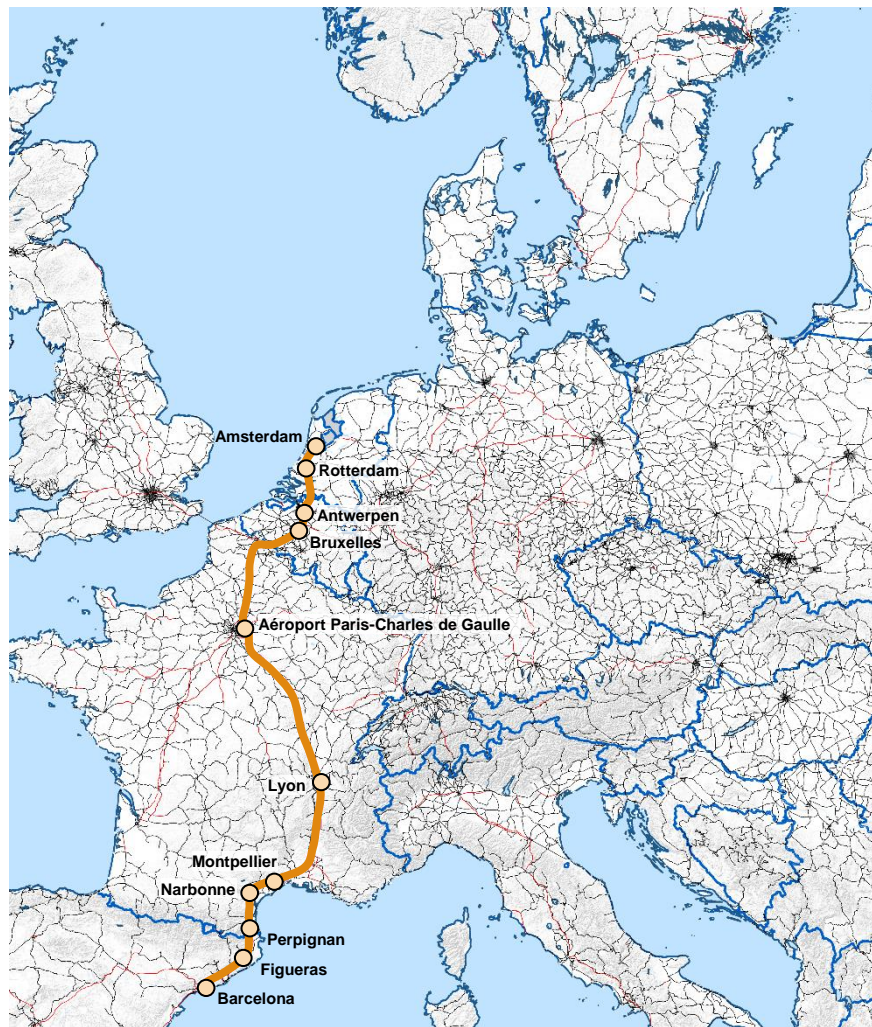 Amsterdam
Rotterdam
Antwerpen
Bruxelles
Aéroport Paris-Charles de Gaulle
Lyon
Montpellier
Narbonne
Perpignan
Figueras
Barcelona